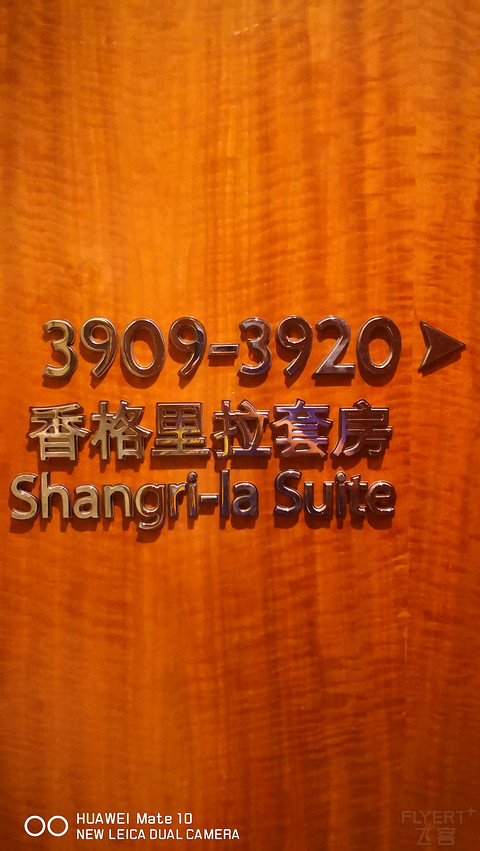 3909-3920
香格里拉套房
Shangri-la Suite
HUAWEI Mate 10
NEW LEICA DUAL CAMERA
FLYERT+
飞客